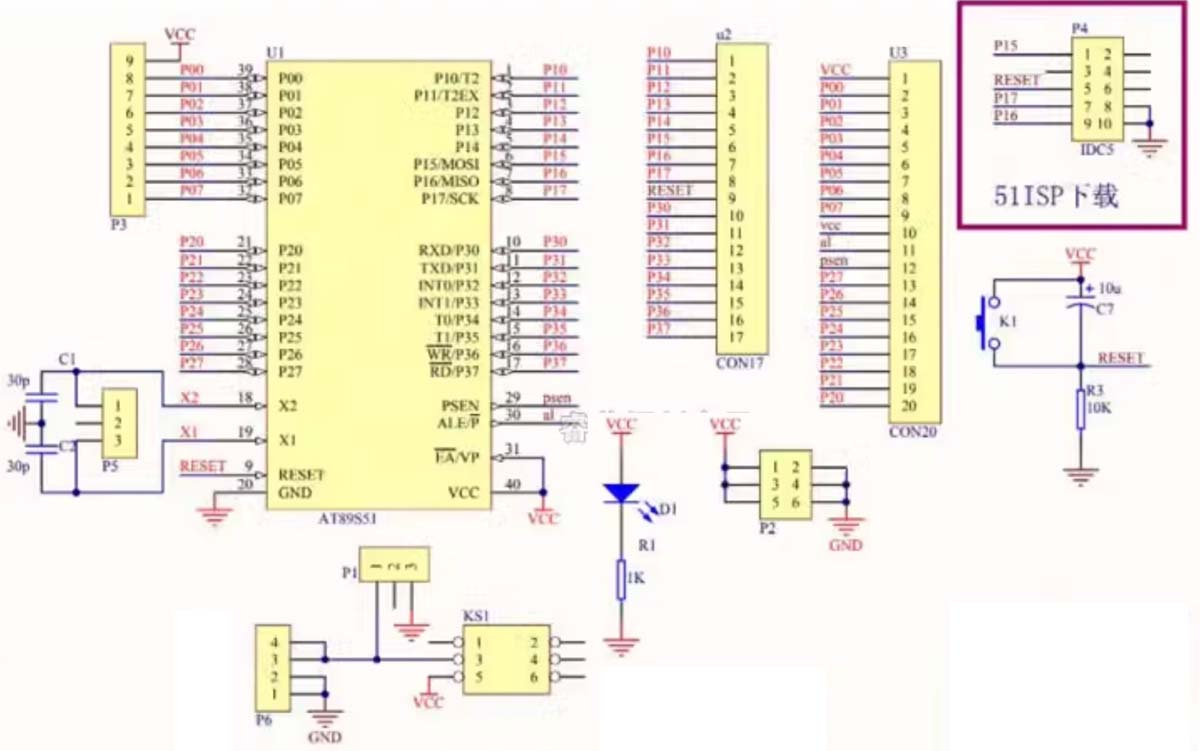 VCC
P3
9
8
7
6
5
4
3
2
1
P00
P01
P02
P03
P04
P05
P06
P07
39
38
37
36
35
34
33
32
U1
P00
P01
P02
P03
P04
P05
P06
P07
P20
P21
P22
P23
P24
P25
P26
P27
21
22
23
24
25
26
27
28
P20
P21
P22
P23
P24
P25
P26
P27
X2
18
X2
X1
19
X1
RESET
9
RESET
20
GND
AT89S51
P10/T2
P11/T2EX
P12
P13
P14
P15/MOSI
P16/MISO
P17/SCK
1
2
3
4
5
6
7
8
P10
P11
P12
P13
P14
P15
P16
P17
RXD/P30
TXD/P31
INT0/P32
INT1/P33
T0/P34
T1/P35
WR/P36
RD/P37
10
1
2
3
4
5
6
7
P30
P31
P32
P33
P34
P35
P36
P37
PSEN
29
psen
ALE/P
30
al
EA/VP
31
VCC
40
VCC
C1
30p
C2
30p
1
2
3
P5
u2
P10
P11
P12
P13
P14
P15
P16
P17
RESET
P30
P31
P32
P33
P34
P35
P36
P37
1
2
3
4
5
6
7
8
9
10
11
12
13
14
15
16
17
CON17
U3
VCC
P00
P01
P02
P03
P04
P05
P06
P07
vcc
al
psen
P27
P26
P25
P24
P23
P22
P21
P20
1
2
3
4
5
6
7
8
9
10
11
12
13
14
15
16
17
18
19
20
CON20
P4
P15
RESET
P17
P16
1 2
3 4
5 6
7 8
9 10
IDC5
51ISP下载
VCC
10u
C7
K1
RESET
R3
10K
VCC
D1
R1
1K
VCC
1 2
3 4
5 6
P2
GND
P1
1 2 3
KS1
1 2
3 4
5 6
VCC
4
3
2
1
P6
GND